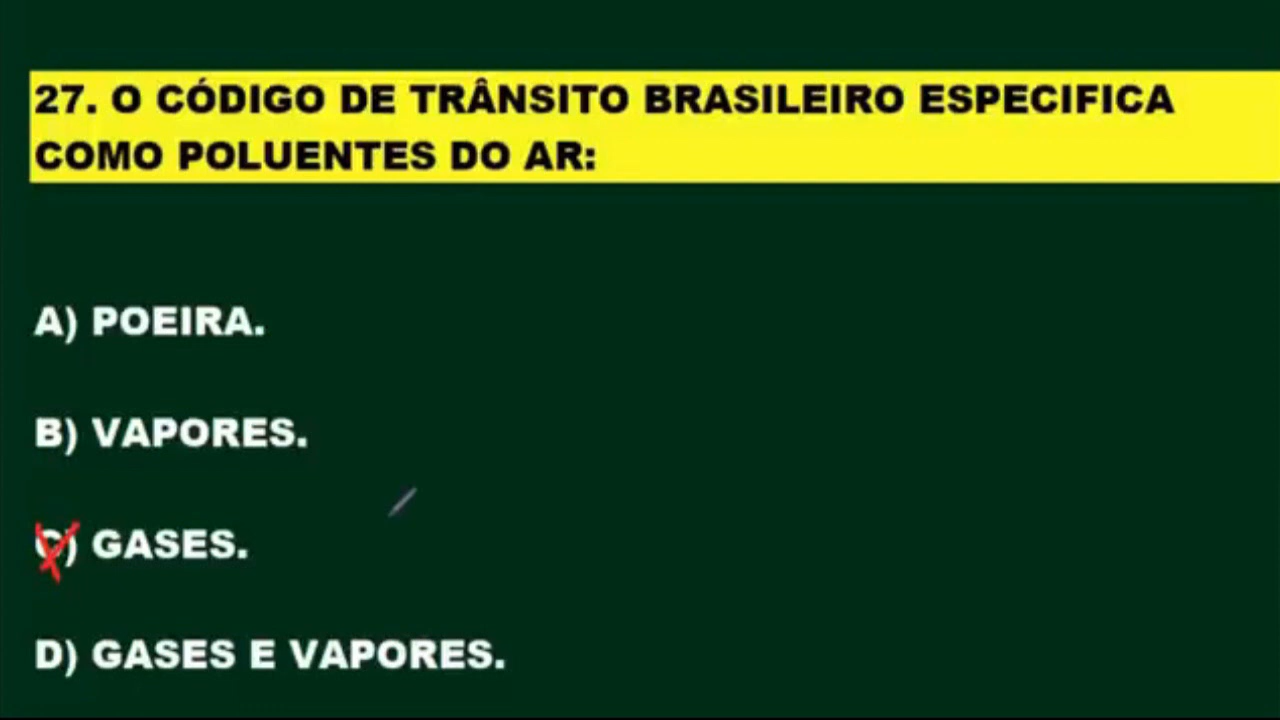 27. O CÓDIGO DE TRÂNSITO BRASILEIRO ESPECIFICA
COMO POLUENTES DO AR:
A) POEIRA.
B) VAPORES.
C) GASES.
D) GASES E VAPORES.